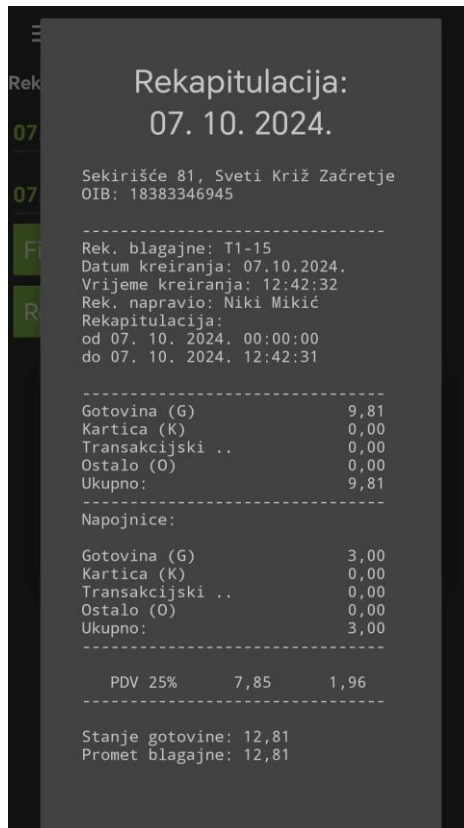 Rek
07.
07.
Fi
R
Rekapitulacija:
07. 10. 2024.
Sekirišće 81, Sveti Križ Začretje
OIB: 18383346945
--------------------------------
Rek. blagajne: T1-15
Datum kreiranja: 07.10.2024.
Vrijeme kreiranja: 12:42:32
Rek. napravio: Niki Mikić
Rekapitulacija:
od 07. 10. 2024. 00:00:00
do 07. 10. 2024. 12:42:31
--------------------------------
Gotovina (G) 9,81
Kartica (K) 0,00
Transakcijski .. 0,00
Ostalo (O) 0,00
Ukupno: 9,81
--------------------------------
Napojnice:
Gotovina (G) 3,00
Kartica (K) 0,00
Transakcijski .. 0,00
Ostalo (O) 0,00
Ukupno: 3,00
--------------------------------
PDV 25% 7,85 1,96
--------------------------------
Stanje gotovine: 12,81
Promet blagajne: 12,81